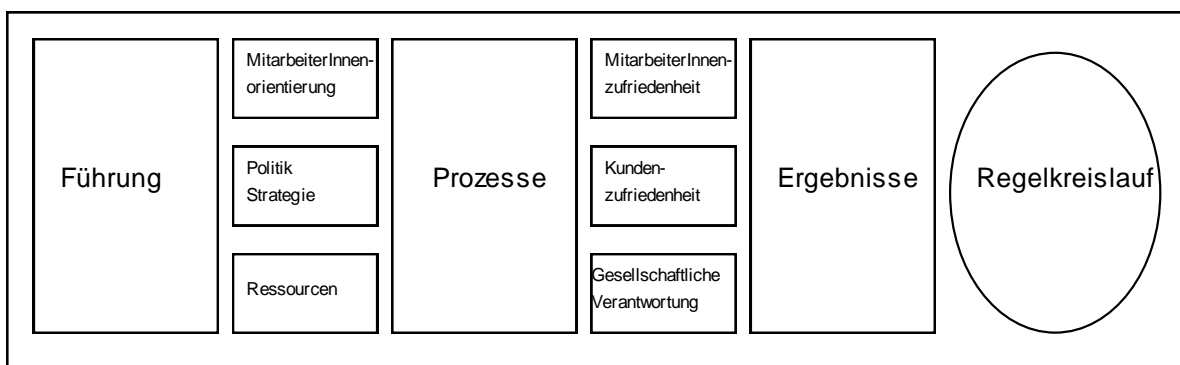 Führung
MitarbeiterInnen-
orientierung
Politik
Strategie
Ressourcen
Prozesse
MitarbeiterInnen-
zufriedenheit
Kunden-
zufriedenheit
Gesellschaftliche
Verantwortung
Ergebnisse
Regelkreislauf